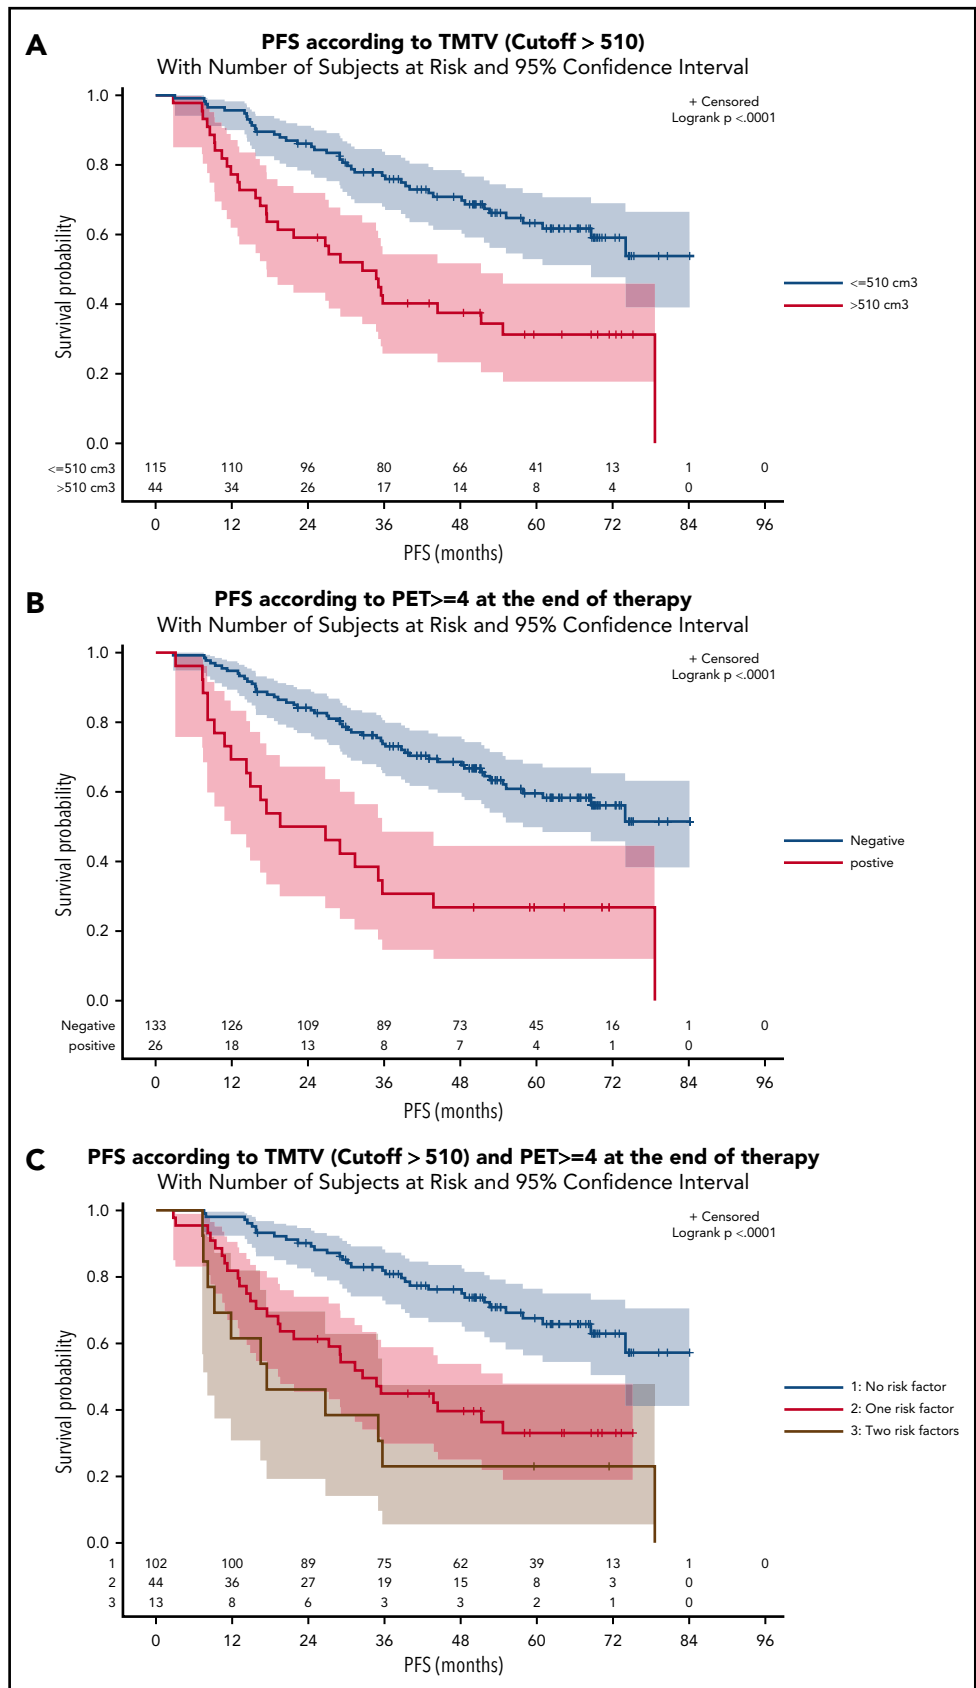 A
PFS according to TMTV (Cutoff > 510)
With Number of Subjects at Risk and 95% Confidence Interval
+ Censored
Logrank p <.0001
1.0
0.8
0.6
0.4
0.2
0.0
Survival probability
<=510 cm3
>510 cm3
<=510 cm3 115 110 96 80 66 41 13 1 0
>510 cm3 44 34 26 17 14 8 4 0
0 12 24 36 48 60 72 84 96
PFS (months)
B
PFS according to PET>=4 at the end of therapy
With Number of Subjects at Risk and 95% Confidence Interval
+ Censored
Logrank p <.0001
1.0
0.8
0.6
0.4
0.2
0.0
Survival probability
Negative
postive
Negative 133 126 109 89 73 45 16 1 0
positive 26 18 13 8 7 4 1 0
0 12 24 36 48 60 72 84 96
PFS (months)
C
PFS according to TMTV (Cutoff > 510) and PET>=4 at the end of therapy
With Number of Subjects at Risk and 95% Confidence Interval
+ Censored
Logrank p <.0001
1.0
0.8
0.6
0.4
0.2
0.0
Survival probability
1: No risk factor
2: One risk factor
3: Two risk factors
1 102 100 89 75 62 39 13 1 0
2 44 36 27 19 15 8 3 0
3 13 8 6 3 3 2 1 0
0 12 24 36 48 60 72 84 96
PFS (months)